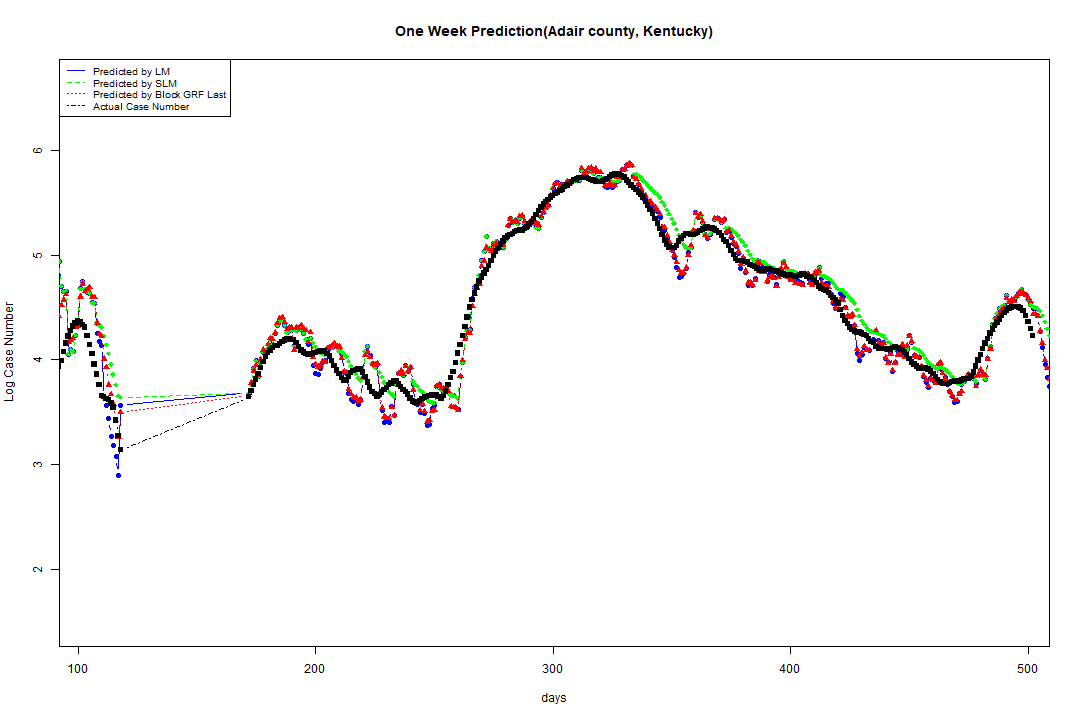 One Week Prediction(Adair county, Kentucky)
Predicted by LM
Predicted by SLM
Predicted by Block GRF Last
Actual Case Number
6
5
4
3
2
Log Case Number
100 200 300 400 500
days